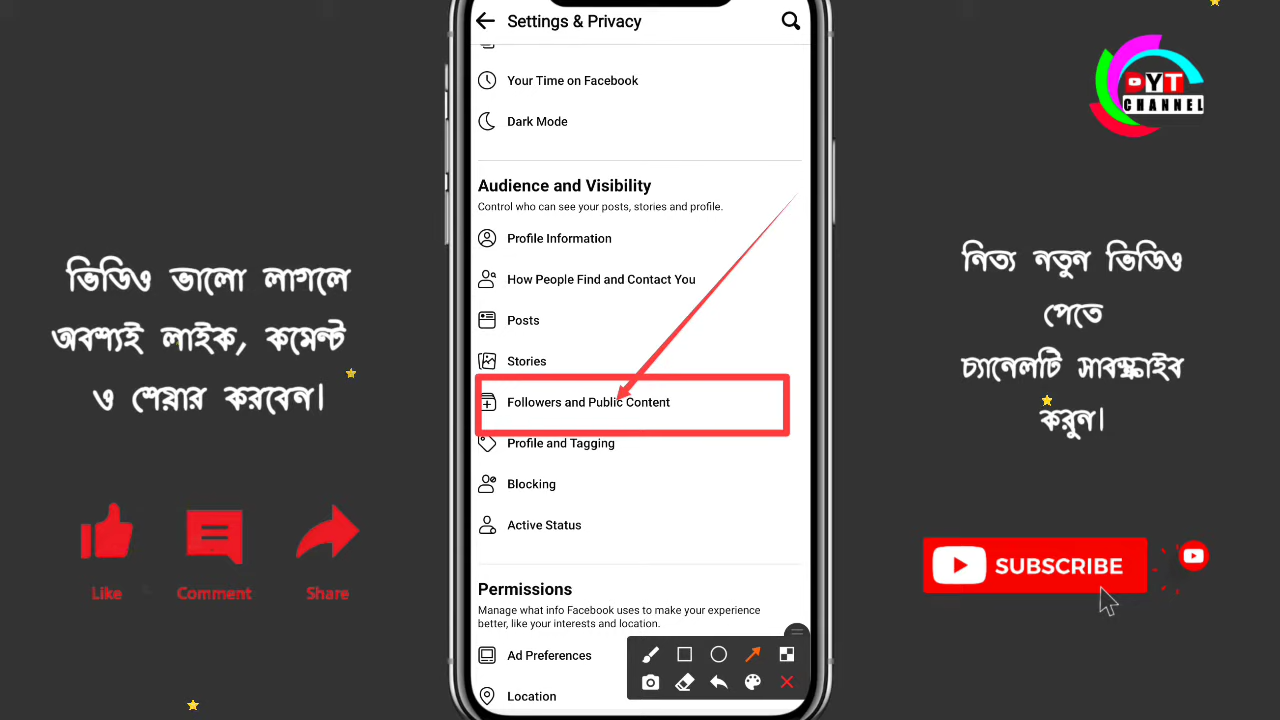 Settings & Privacy
Your Time on Facebook
Dark Mode
Audience and Visibility
Control who can see your posts, stories and profile.
Profile Information
How People Find and Contact You
Posts
Stories
Followers and Public Content
Profile and Tagging
Blocking
Active Status
Permissions
Manage what info Facebook uses to make your experience
better, like your interests and location.
Ad Preferences
Location
ভিডিও ভালো লাগলে
অবশ্যই লাইক, কমেন্ট
ও শেয়ার করবেন।
Like
Comment
Share
YT
CHANNEL
নিত্য নতুন ভিডিও
পেতে
চ্যানেলটি সাবস্ক্রাইব
করুন।
SUBSCRIBE